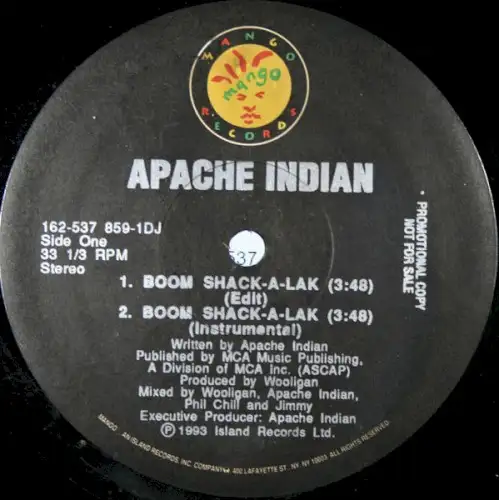 MANGO
mango
RECORDS
APACHE INDIAN
162-537 859-1DJ
Side One
33 1/3 RPM
Stereo
• PROMOTIONAL COPY
NOT FOR SALE
537
1. BOOM SHACK-A-LAK (3:48)
(Edit)
2. BOOM SHACK-A-LAK (3:48)
(Instrumental)
Written by Apache Indian
Published by MCA Music Publishing,
A Division of MCA Inc. (ASCAP)
Produced by Wooligan
Mixed by Wooligan, Apache Indian,
Phil Chill and Jimmy
Executive Producer: Apache Indian
Ⓟ 1993 Island Records Ltd.
MANGO AN ISLAND RECORDS, INC. COMPANY 400 LAFAYETTE ST. NY, NY 10003 ALL RIGHTS RESERVED.